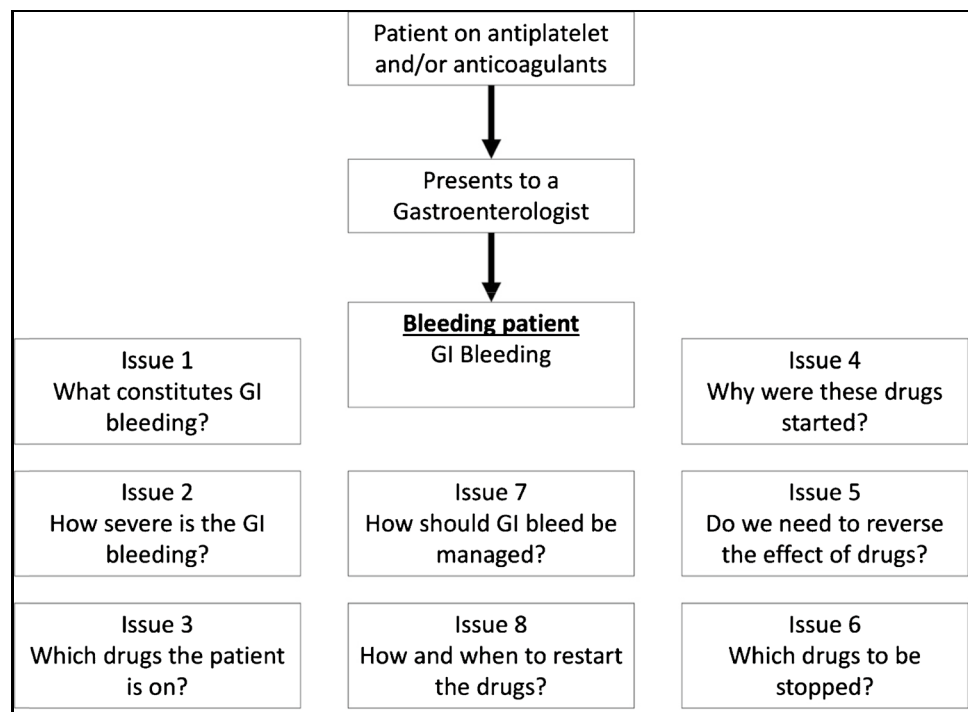 Patient on antiplatelet
and/or anticoagulants
Presents to a
Gastroenterologist
Bleeding patient
GI Bleeding
Issue 1
What constitutes GI
bleeding?
Issue 4
Why were these drugs
started?
Issue 2
How severe is the GI
bleeding?
Issue 7
How should GI bleed be
managed?
Issue 5
Do we need to reverse
the effect of drugs?
Issue 3
Which drugs the patient
is on?
Issue 8
How and when to restart
the drugs?
Issue 6
Which drugs to be
stopped?